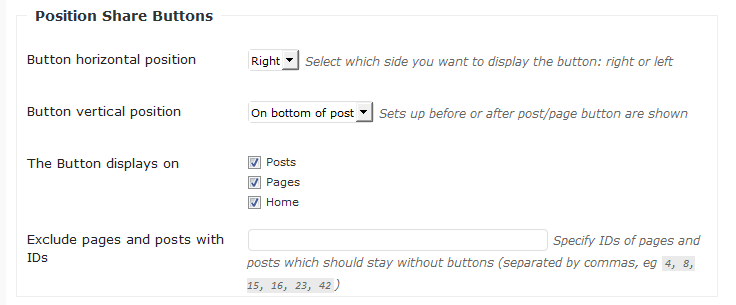 Position Share Buttons
Button horizontal position
Right Select which side you want to display the button: right or left
Button vertical position
On bottom of post Sets up before or after post/page button are shown
The Button displays on
Posts
Pages
Home
Exclude pages and posts with
IDs
Specify IDs of pages and
posts which should stay without buttons (separated by commas, eg 4, 8,
15, 16, 23, 42)